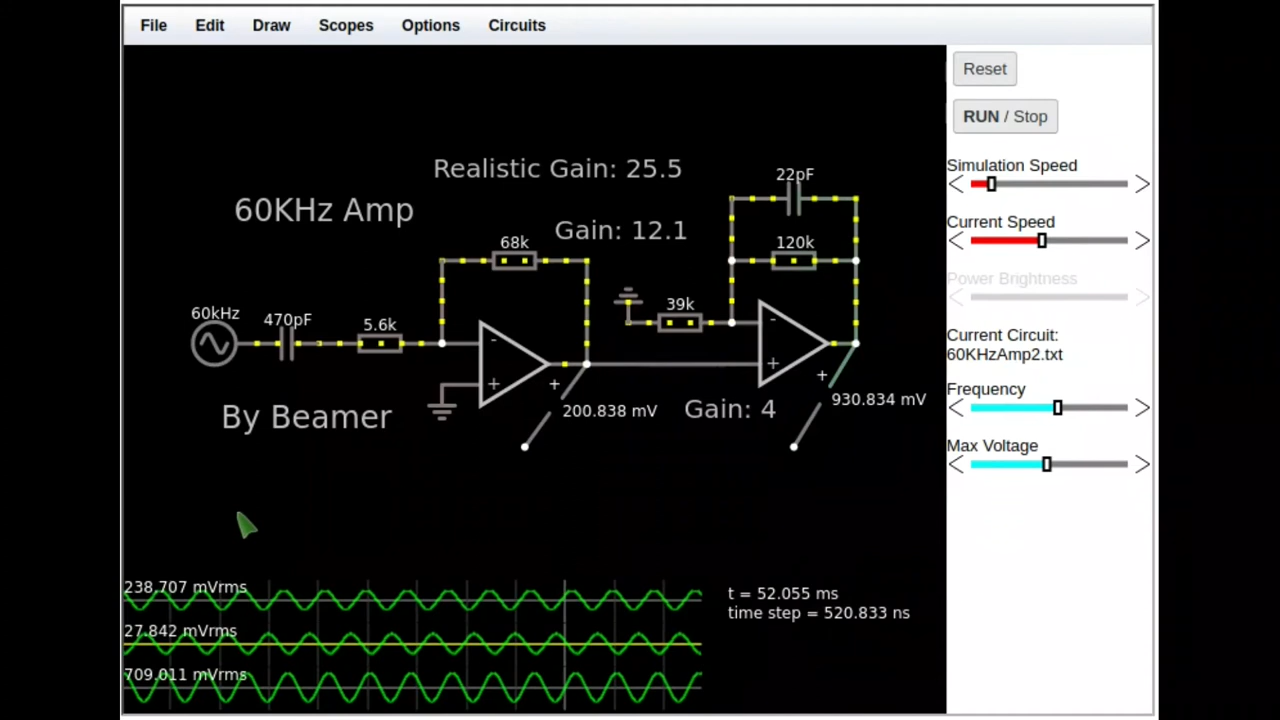 File Edit Draw Scopes Options Circuits
Reset
RUN / Stop
Simulation Speed
Current Speed
Power Brightness
Current Circuit:
60KHzAmp2.txt
Frequency
Max Voltage
Realistic Gain: 25.5
22pF
60KHz Amp
Gain: 12.1
68k
120k
39k
60kHz
470pF
5.6k
-
+
-
+
+
200.838 mV
+
930.834 mV
Gain: 4
By Beamer
238.707 mVrms
27.842 mVrms
709.011 mVrms
t = 52.055 ms
time step = 520.833 ns